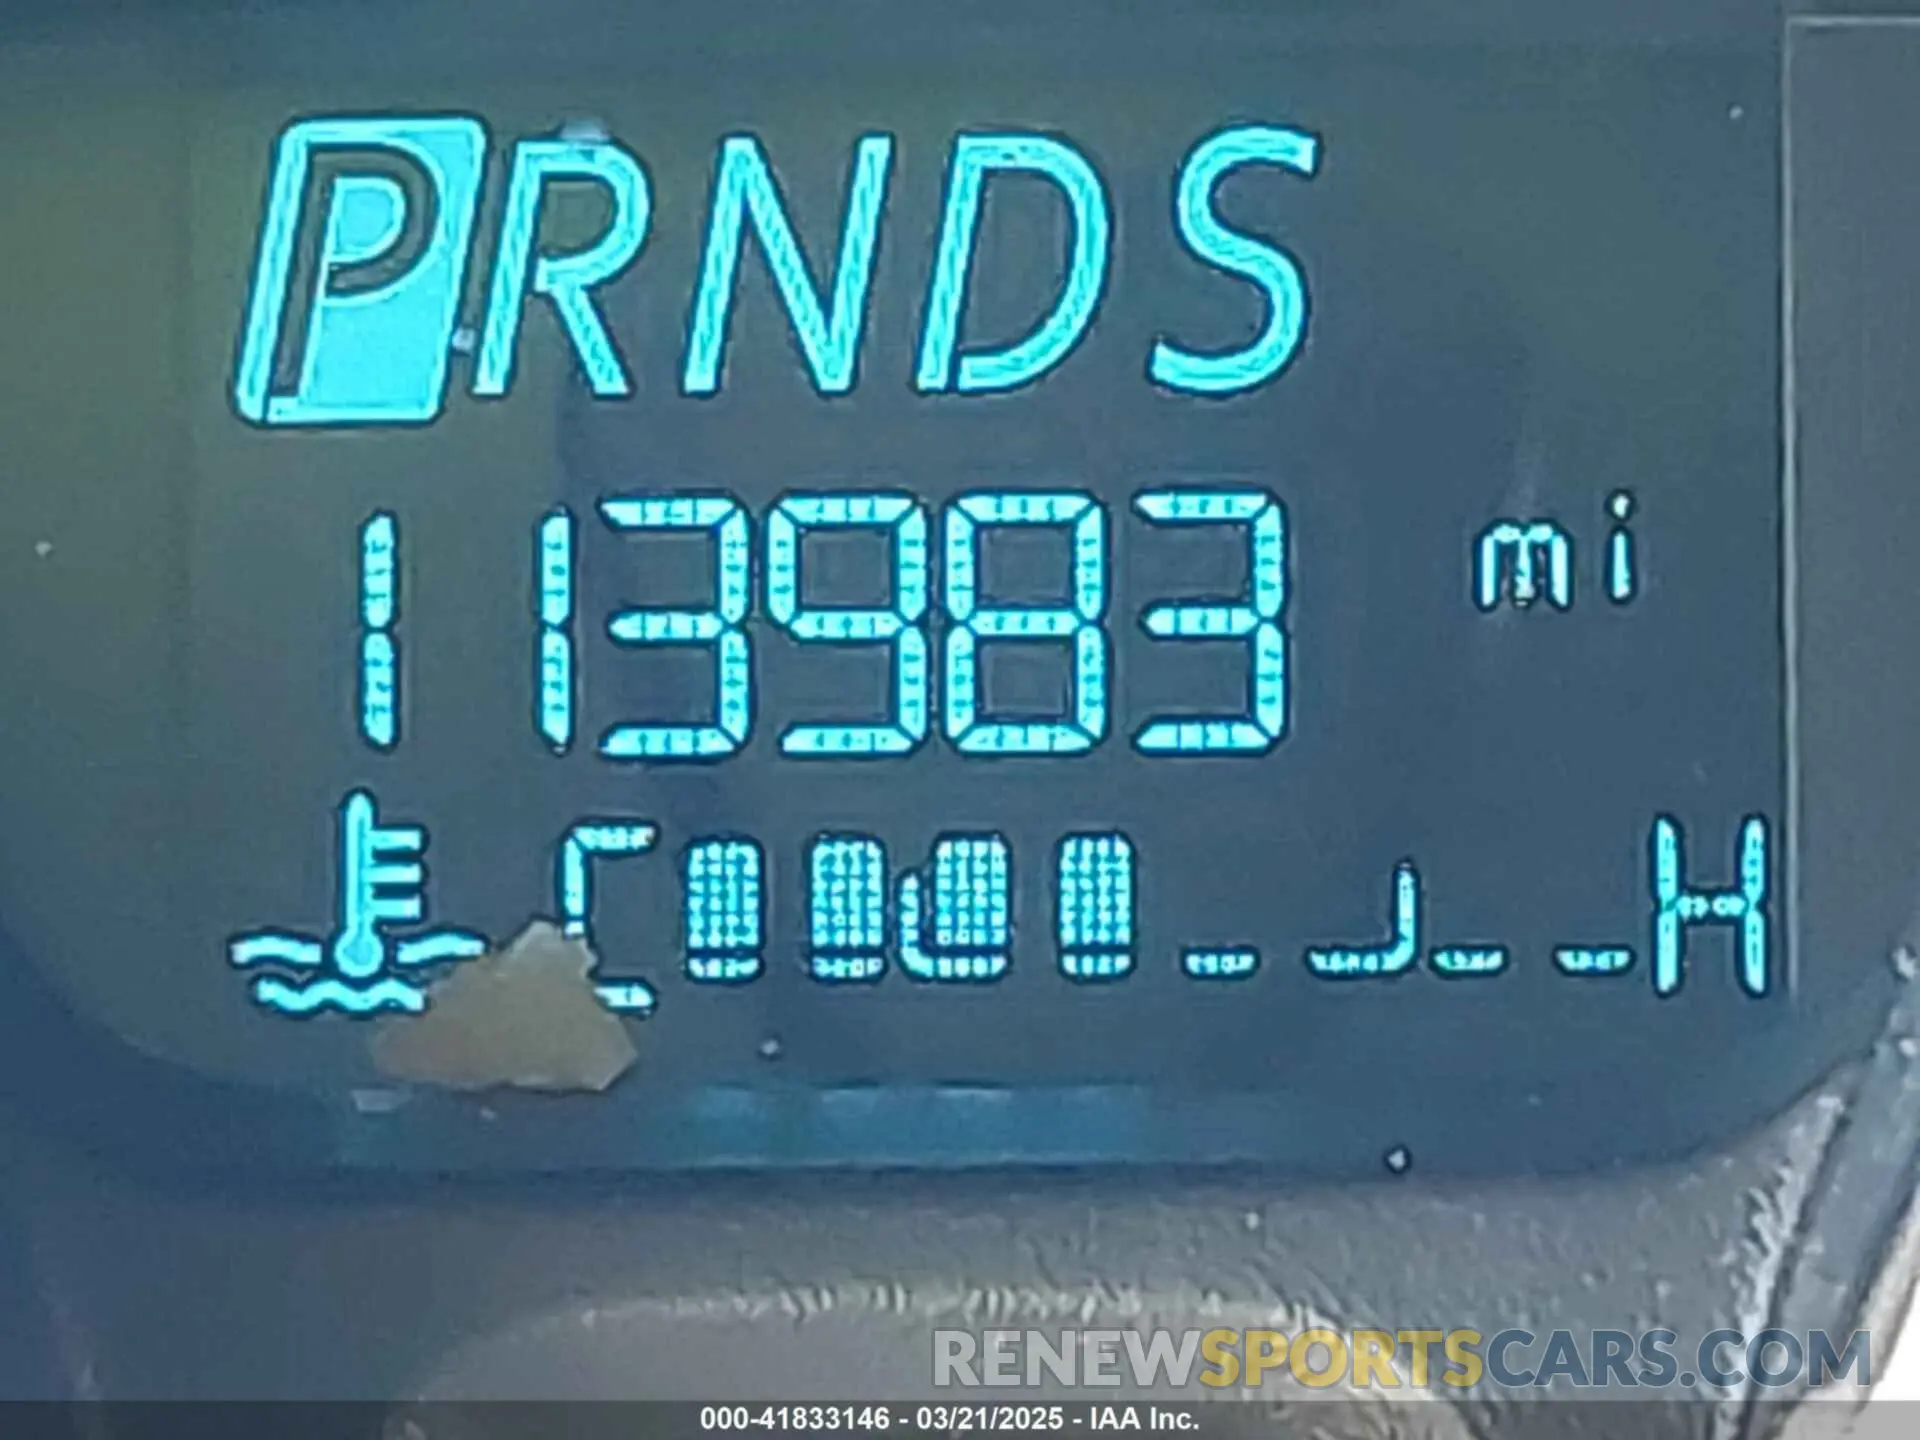 PRNDS
113983 mi
C H
RENEWSPORTSCARS.COM
000-41833146 - 03/21/2025 - IAA Inc.